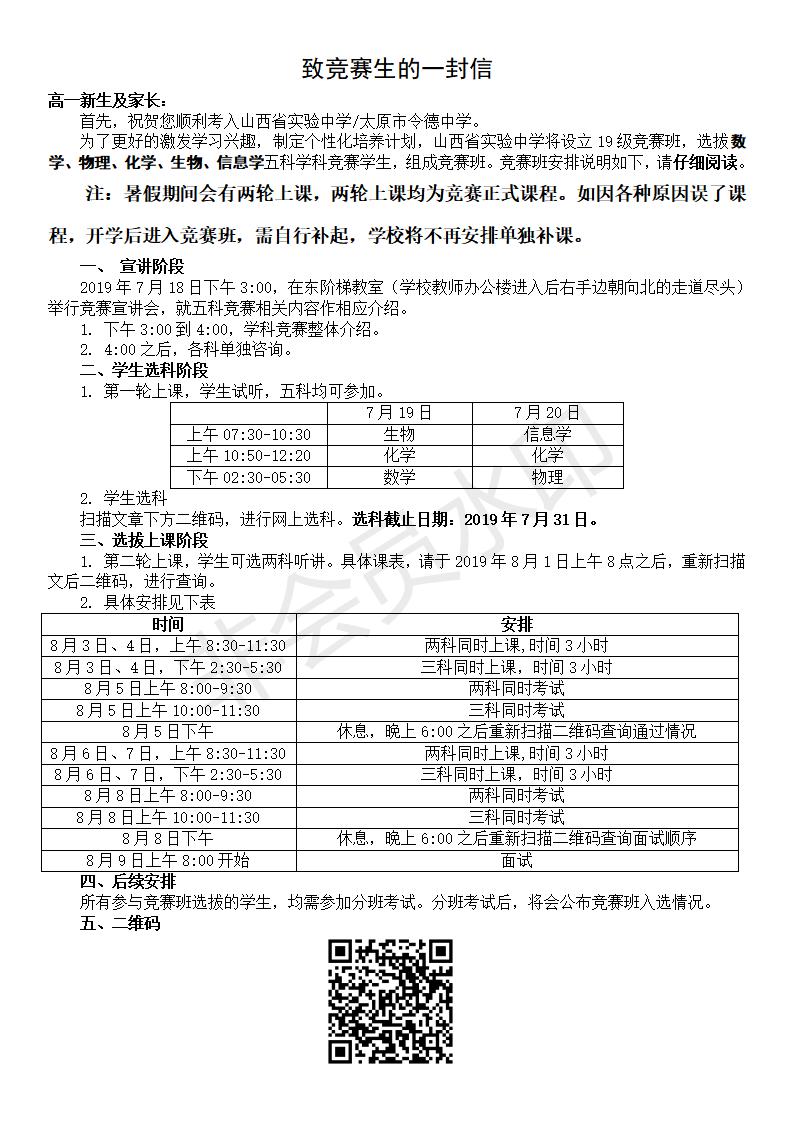 致竞赛生的一封信
高一新生及家长：
首先，祝贺您顺利考入山西省实验中学/太原市令德中学。
为了更好的激发学习兴趣，制定个性化培养计划，山西省实验中学将设立 19 级竞赛班，选拔数
学、物理、化学、生物、信息学五科学科竞赛学生，组成竞赛班。竞赛班安排说明如下，请仔细阅读。
注：暑假期间会有两轮上课，两轮上课均为竞赛正式课程。如因各种原因误了课
程，开学后进入竞赛班，需自行补起，学校将不再安排单独补课。
一、 宣讲阶段
2019 年 7 月 18 日下午 3:00，在东阶梯教室（学校教师办公楼进入后右手边朝向北的走道尽头）
举行竞赛宣讲会，就五科竞赛相关内容作相应介绍。
1. 下午 3:00 到 4:00，学科竞赛整体介绍。
2. 4:00 之后，各科单独咨询。
二、学生选科阶段
1. 第一轮上课，学生试听，五科均可参加。
7 月 19 日 7 月 20 日
上午 07:30-10:30 生物 信息学
上午 10:50-12:20 化学 化学
下午 02:30-05:30 数学 物理
2. 学生选科
扫描文章下方二维码，进行网上选科。选科截止日期：2019 年 7 月 31 日。
三、选拔上课阶段
1. 第二轮上课，学生可选两科听讲。具体课表，请于 2019 年 8 月 1 日上午 8 点之后，重新扫描
文后二维码，进行查询。
2. 具体安排见下表
时间 安排
8 月 3 日、4 日，上午 8:30-11:30 两科同时上课,时间 3 小时
8 月 3 日、4 日，下午 2:30-5:30 三科同时上课，时间 3 小时
8 月 5 日上午 8:00-9:30 两科同时考试
8 月 5 日上午 10:00-11:30 三科同时考试
8 月 5 日下午 休息，晚上 6:00 之后重新扫描二维码查询通过情况
8 月 6 日、7 日，上午 8:30-11:30 两科同时上课,时间 3 小时
8 月 6 日、7 日，下午 2:30-5:30 三科同时上课，时间 3 小时
8 月 8 日上午 8:00-9:30 两科同时考试
8 月 8 日上午 10:00-11:30 三科同时考试
8 月 8 日下午 休息，晚上 6:00 之后重新扫描二维码查询面试顺序
8 月 9 日上午 8:00 开始 面试
四、后续安排
所有参与竞赛班选拔的学生，均需参加分班考试。分班考试后，将会公布竞赛班入选情况。
五、二维码
非会员水印